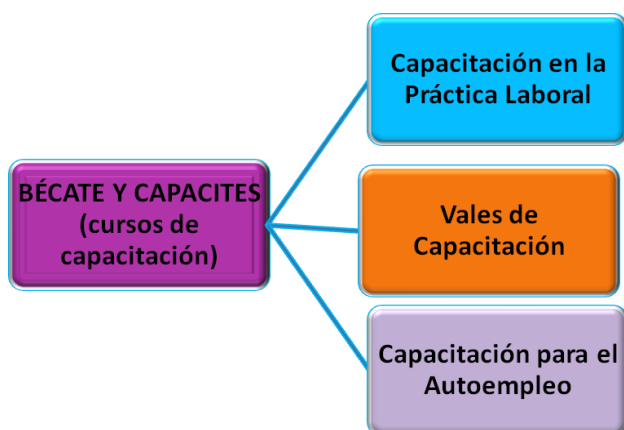 BÉCATE Y CAPACITES
(cursos de
capacitación)
Capacitación en la
Práctica Laboral
Vales de
Capacitación
Capacitación para el
Autoempleo